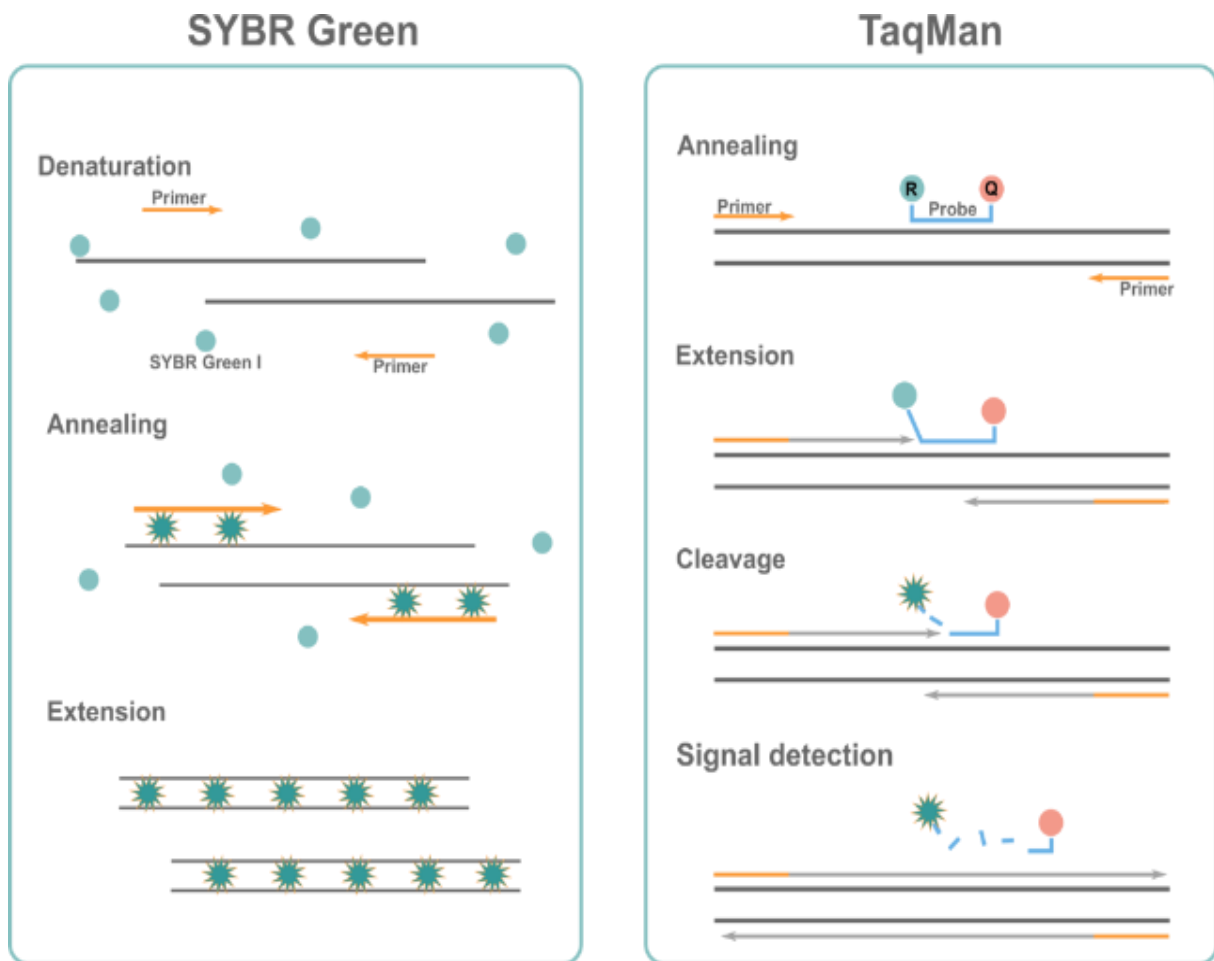 SYBR Green
Denaturation
Primer
SYBR Green I
Primer
Annealing
Extension
TaqMan
Annealing
R
Q
Primer
Probe
Primer
Extension
Cleavage
Signal detection